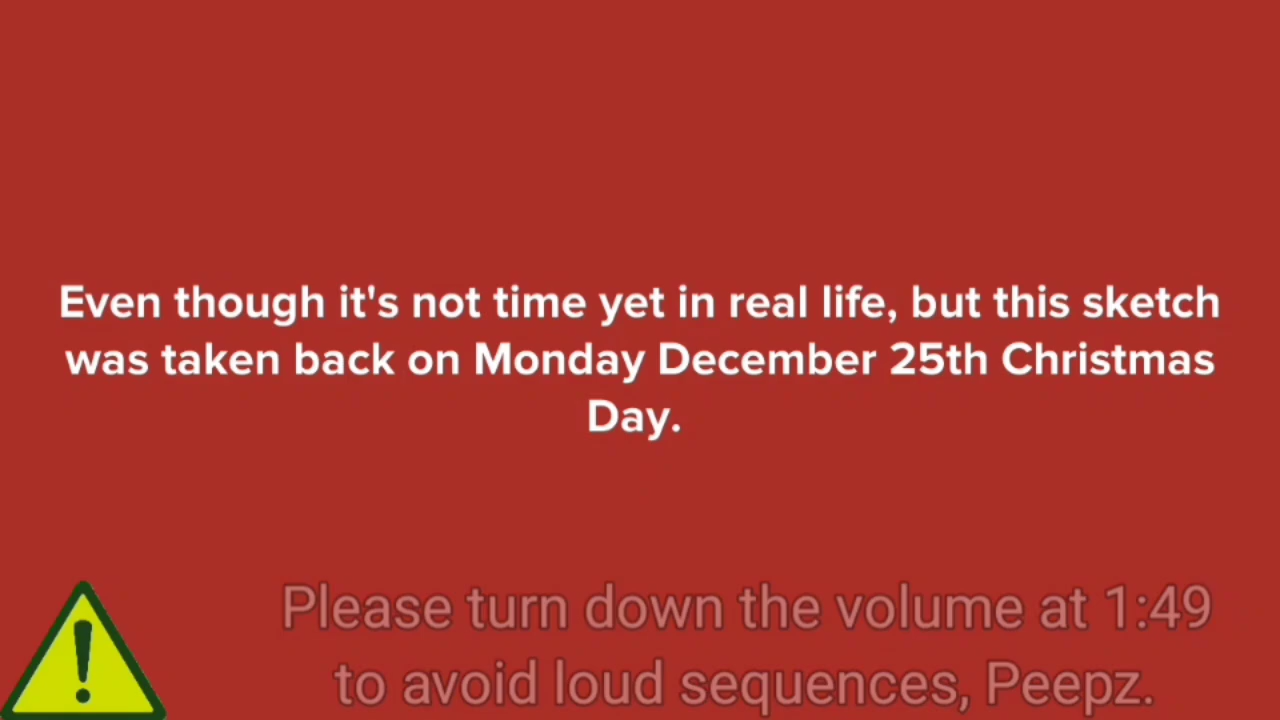 Even though it's not time yet in real life, but this sketch
was taken back on Monday December 25th Christmas
Day.
Please turn down the volume at 1:49
to avoid loud sequences, Peepz.